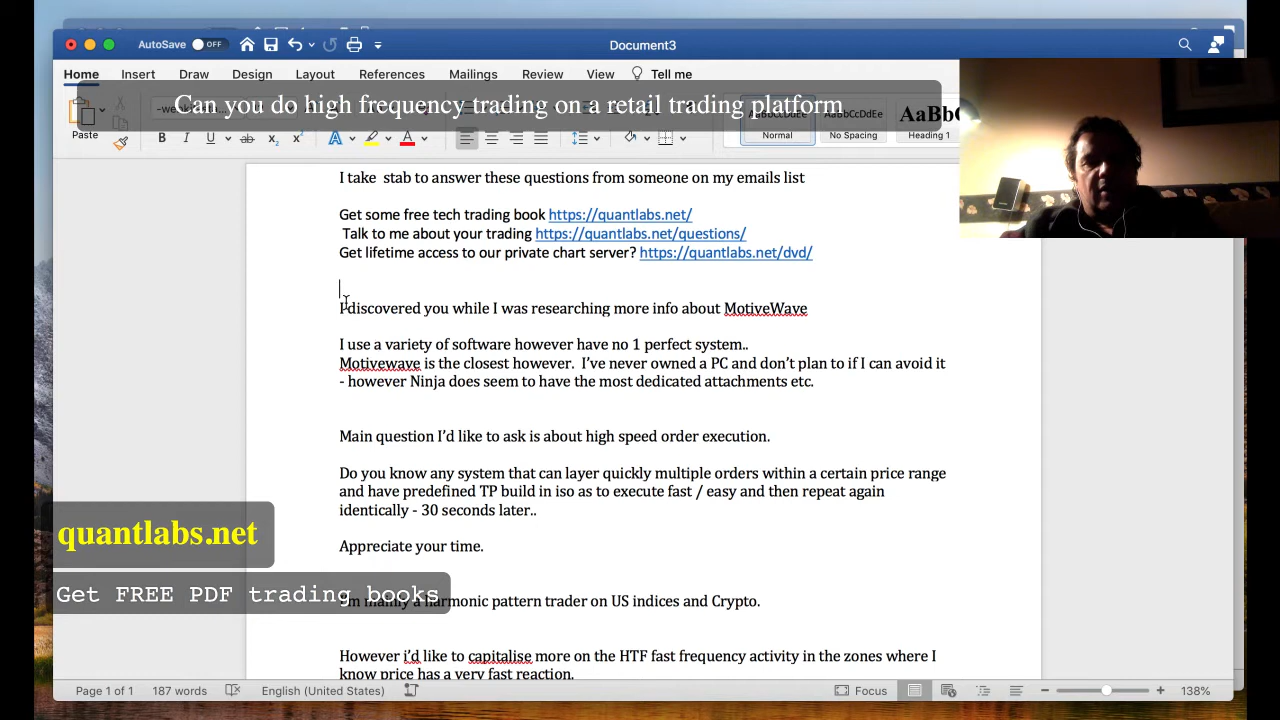 AutoSave OFF
Document3
Home Insert Draw Design Layout References Mailings Review View Tell me
Can you do high frequency trading on a retail trading platform
Paste
AaBbCcDdEe AaBbCcDdEe AaBbC
Normal No Spacing Heading 1
I take stab to answer these questions from someone on my emails list
Get some free tech trading book https://quantlabs.net/
Talk to me about your trading https://quantlabs.net/questions/
Get lifetime access to our private chart server? https://quantlabs.net/dvd/
I discovered you while I was researching more info about MotiveWave
I use a variety of software however have no 1 perfect system..
Motivewave is the closest however. I've never owned a PC and don't plan to if I can avoid it
- however Ninja does seem to have the most dedicated attachments etc.
Main question I'd like to ask is about high speed order execution.
Do you know any system that can layer quickly multiple orders within a certain price range
and have predefined TP build in iso as to execute fast / easy and then repeat again
identically - 30 seconds later..
quantlabs.net
Appreciate your time.
Get FREE PDF trading books
I'm mainly a harmonic pattern trader on US indices and Crypto.
However i'd like to capitalise more on the HTF fast frequency activity in the zones where I
know price has a very fast reaction.
Page 1 of 1 187 words English (United States) Focus 138%